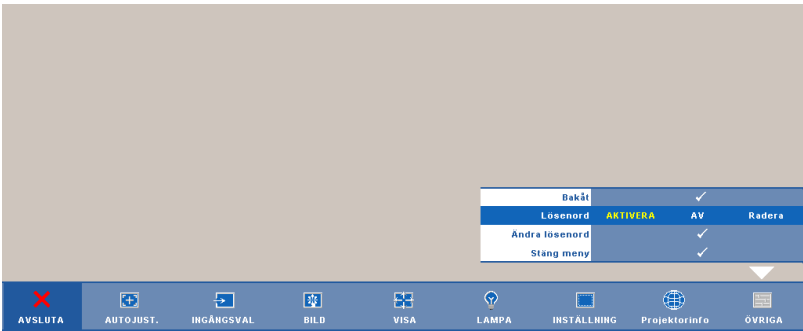 Bakåt
Lösenord AKTIVERA AV Radera
Ändra lösenord
Stäng meny
AVSLUTA AUTOJUST. INGÅNGSVAL BILD VISA LAMPA INSTÄLLNING Projektorinfo ÖVRIGA